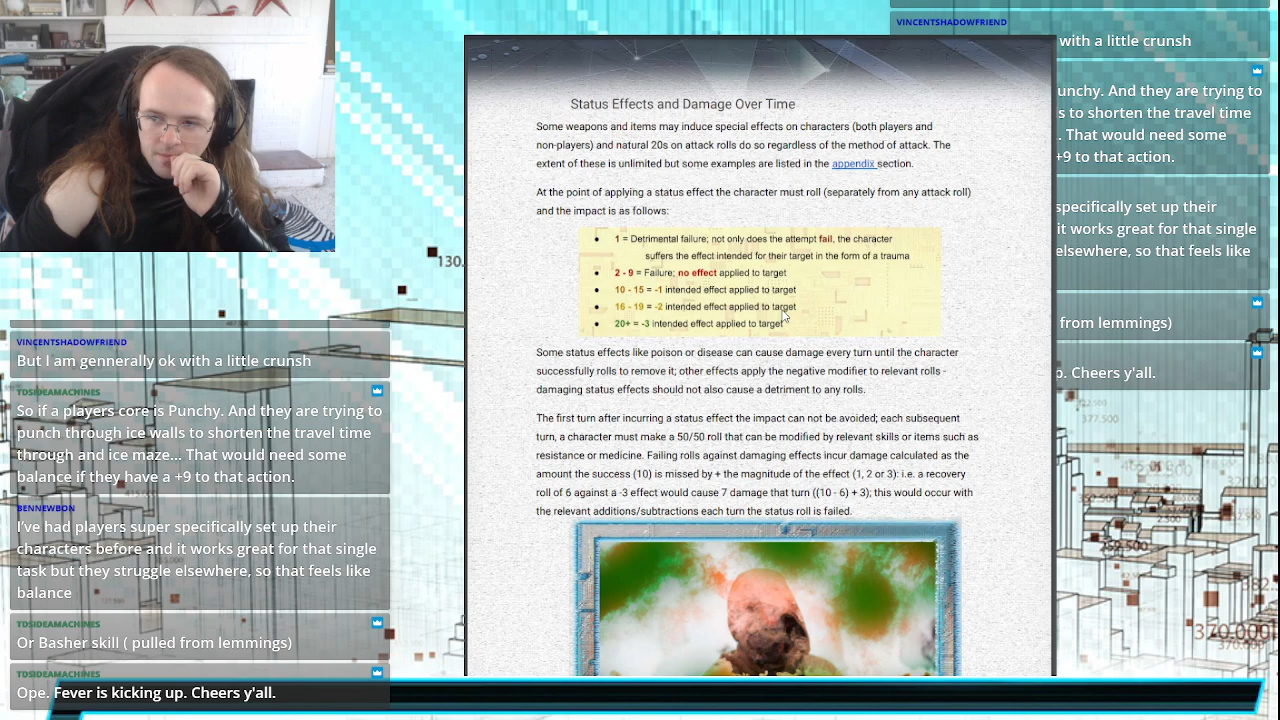 VINCENTSHADOWFRIEND
But I am gennerally ok with a little crunsh
TDSIDEAMACHINES
So if a players core is Punchy. And they are trying to
punch through ice walls to shorten the travel time
through and ice maze... That would need some
balance if they have a +9 to that action.
BENNEWBON
I've had players super specifically set up their
characters before and it works great for that single
task but they struggle elsewhere, so that feels like
balance
TDSIDEAMACHINES
Or Basher skill ( pulled from lemmings)
TDSIDEAMACHINES
Ope. Fever is kicking up. Cheers y'all.
Status Effects and Damage Over Time
Some weapons and items may induce special effects on characters (both players and
non-players) and natural 20s on attack rolls do so regardless of the method of attack. The
extent of these is unlimited but some examples are listed in the appendix section.
At the point of applying a status effect the character must roll (separately from any attack roll)
and the impact is as follows:
● 1 = Detrimental failure; not only does the attempt fail, the character
suffers the effect intended for their target in the form of a trauma
● 2 - 9 = Failure; no effect applied to target
● 10 - 15 = -1 intended effect applied to target
● 16 - 19 = -2 intended effect applied to target
● 20+ = -3 intended effect applied to target
Some status effects like poison or disease can cause damage every turn until the character
successfully rolls to remove it; other effects apply the negative modifier to relevant rolls -
damaging status effects should not also cause a detriment to any rolls.
The first turn after incurring a status effect the impact can not be avoided; each subsequent
turn, a character must make a 50/50 roll that can be modified by relevant skills or items such as
resistance or medicine. Failing rolls against damaging effects incur damage calculated as the
amount the success (10) is missed by + the magnitude of the effect (1, 2 or 3): i.e. a recovery
roll of 6 against a -3 effect would cause 7 damage that turn ((10 - 6) + 3); this would occur with
the relevant additions/subtractions each turn the status roll is failed.
VINCENTSHADOWFRIEND
with a little crunsh
unchy. And they are trying to
s to shorten the travel time
. That would need some
+9 to that action.
specifically set up their
it works great for that single
elsewhere, so that feels like
from lemmings)
o. Cheers y'all.
130.
377.500
370.000